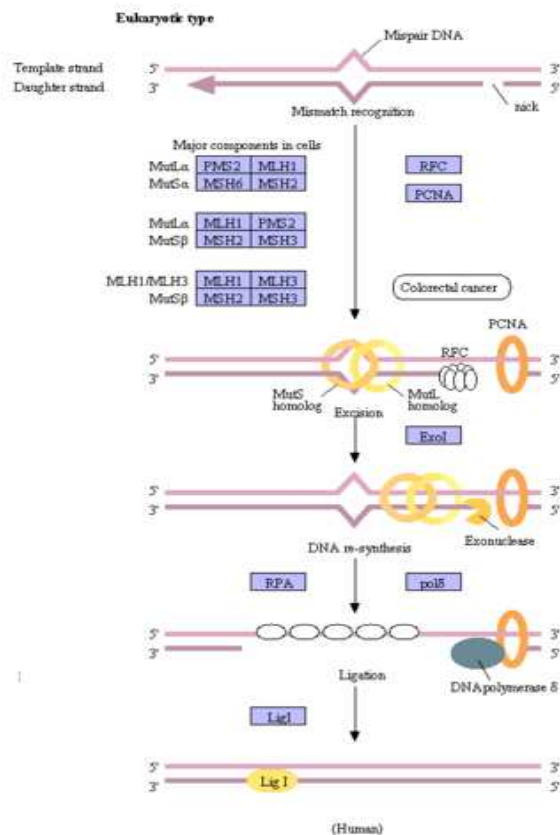 Eukaryotic type
Mispair DNA
Template strand 5' 3'
Daughter strand 3' 5'
nick
Mismatch recognition
Major components in cells
MutLα PMS2 MLH1 RFC
MutSα MSH6 MSH2
PCNA
MutLα MLH1 PMS2
MutSβ MSH2 MSH3
MLH1/MLH3 MLH1 MLH3
MutSβ MSH2 MSH3
Colorectal cancer
PCNA
RFC
5' 3'
3' 5'
MutS homolog
MutL homolog
Excision
ExoI
5' 3'
3' 5'
Exonuclease
DNA re-synthesis
RPA polδ
5' 3'
3' 5'
Ligation
DNA polymerase δ
LigI
5' 3'
3' 5'
Lig I
(Human)